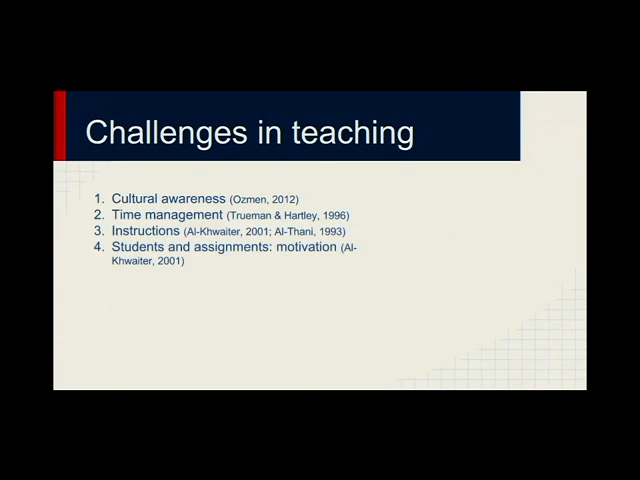 Challenges in teaching
1. Cultural awareness (Ozmen, 2012)
2. Time management (Trueman & Hartley, 1996)
3. Instructions (Al-Khwaiter, 2001; Al-Thani, 1993)
4. Students and assignments: motivation (Al-
Khwaiter, 2001)